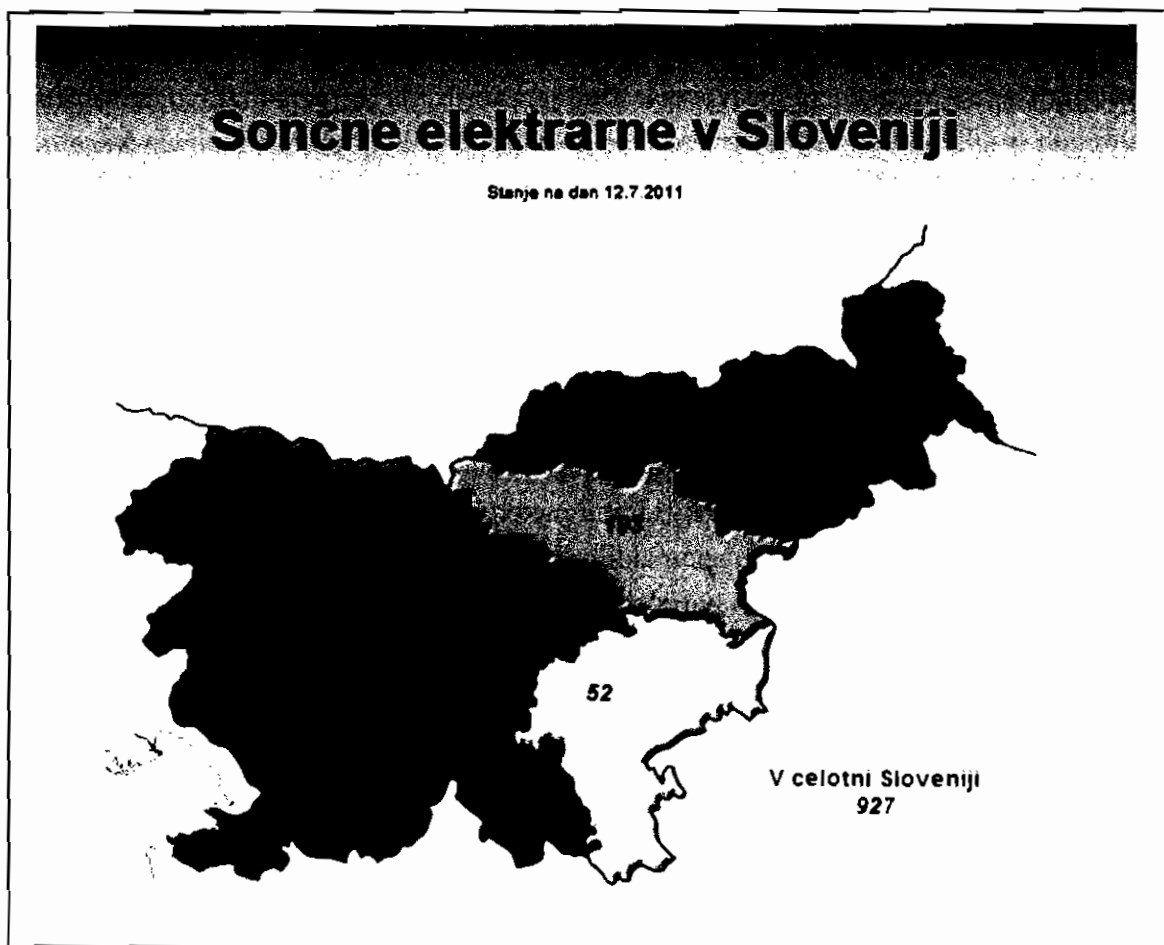 Sončne elektrarne v Sloveniji
Stanje na dan 12.7.2011
52
V celotni Sloveniji
927